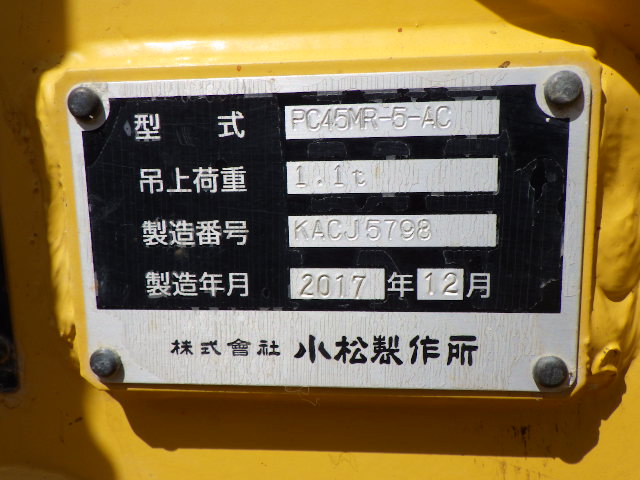 型式 PC45MR-5-AC
吊上荷重 1.1t
製造番号 KACJ5798
製造年月 2017年12月
株式會社 小松製作所